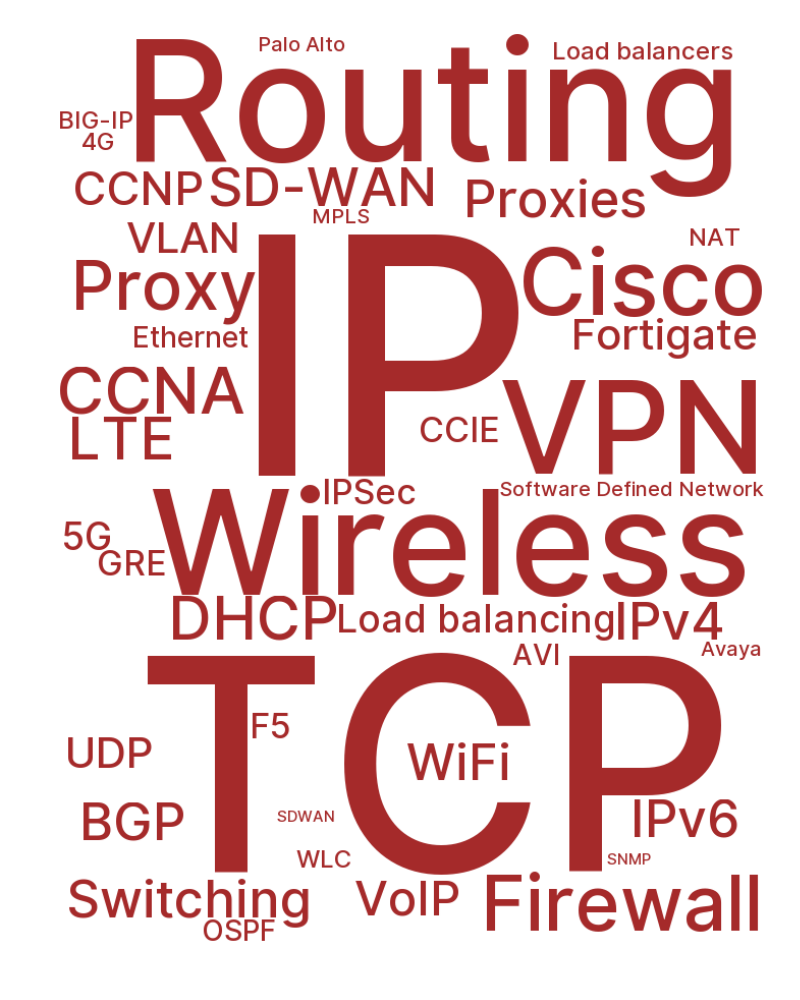 Palo Alto
Routing
Load balancers
BIG-IP
4G
CCNP
SD-WAN
Proxies
MPLS
VLAN
NAT
IP
Proxy
Cisco
Ethernet
Fortigate
CCNA
VPN
LTE
CCIE
IPSec
Software Defined Network
Wireless
5G
GRE
DHCP
Load balancing
IPv4
AVI
Avaya
TCP
F5
UDP
WiFi
BGP
SDWAN
IPv6
WLC
SNMP
Switching
VoIP
Firewall
OSPF